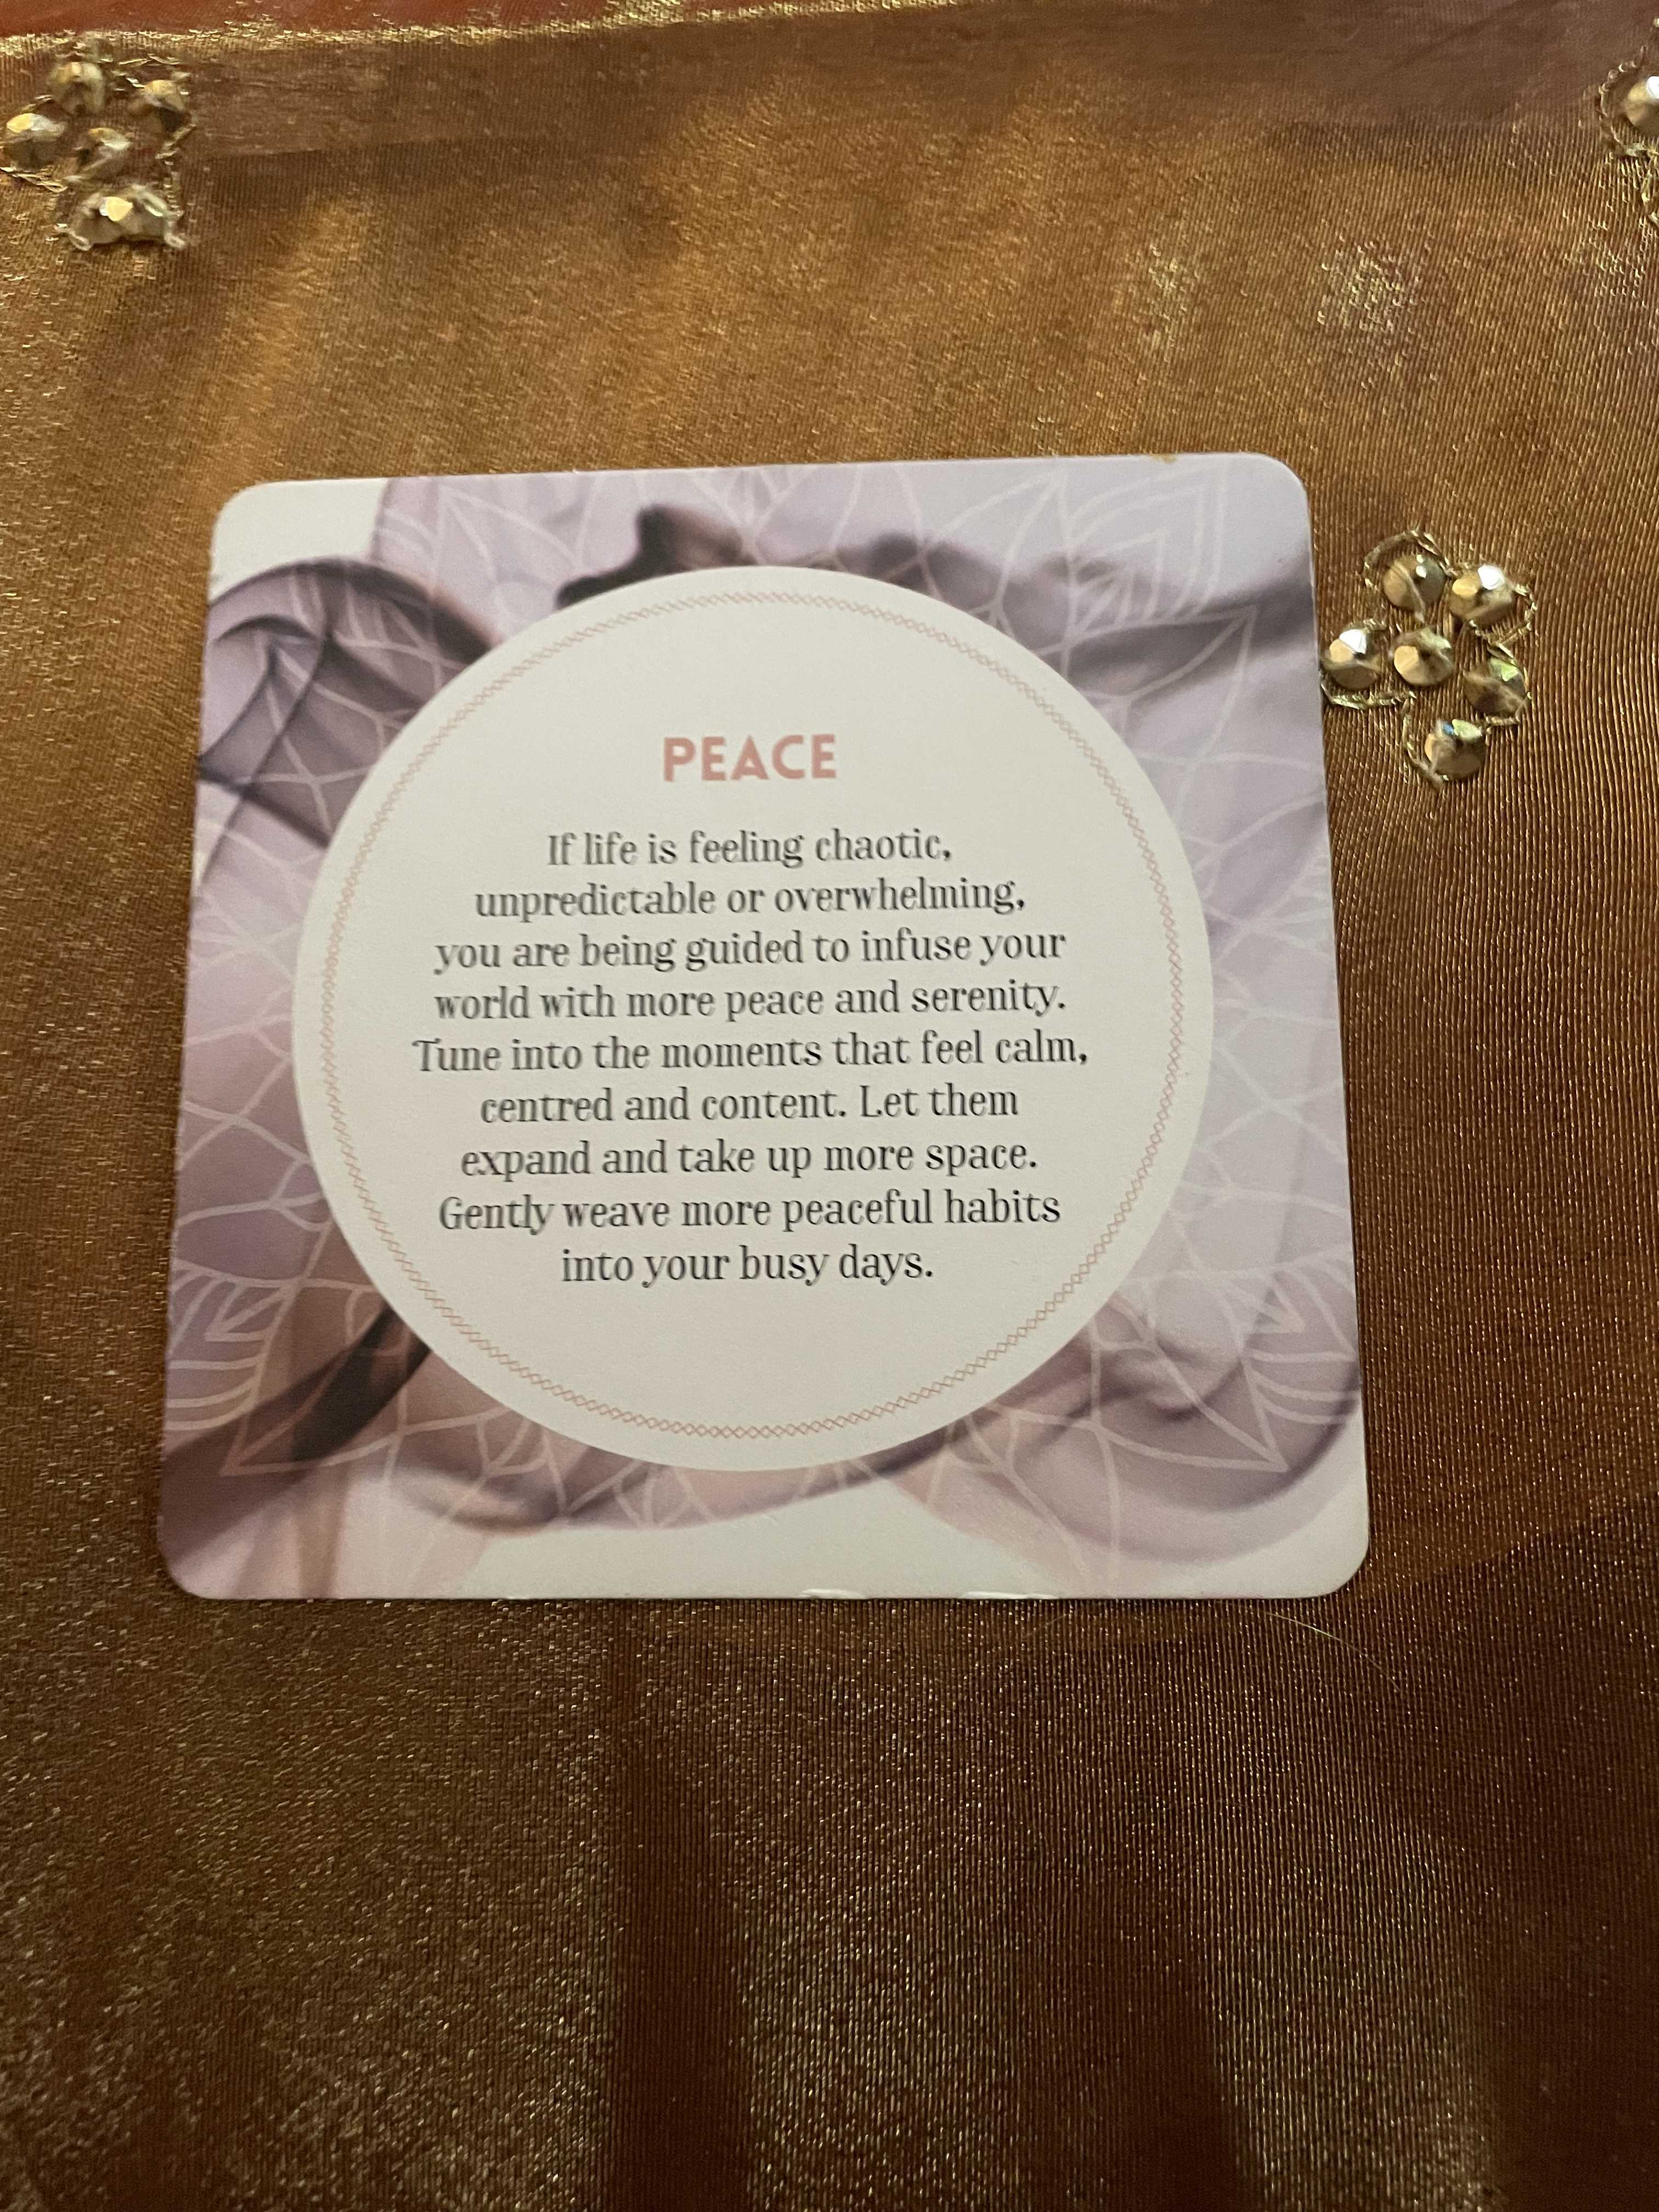 PEACE
If life is feeling chaotic,
unpredictable or overwhelming,
you are being guided to infuse your
world with more peace and serenity.
Tune into the moments that feel calm,
centred and content. Let them
expand and take up more space.
Gently weave more peaceful habits
into your busy days.